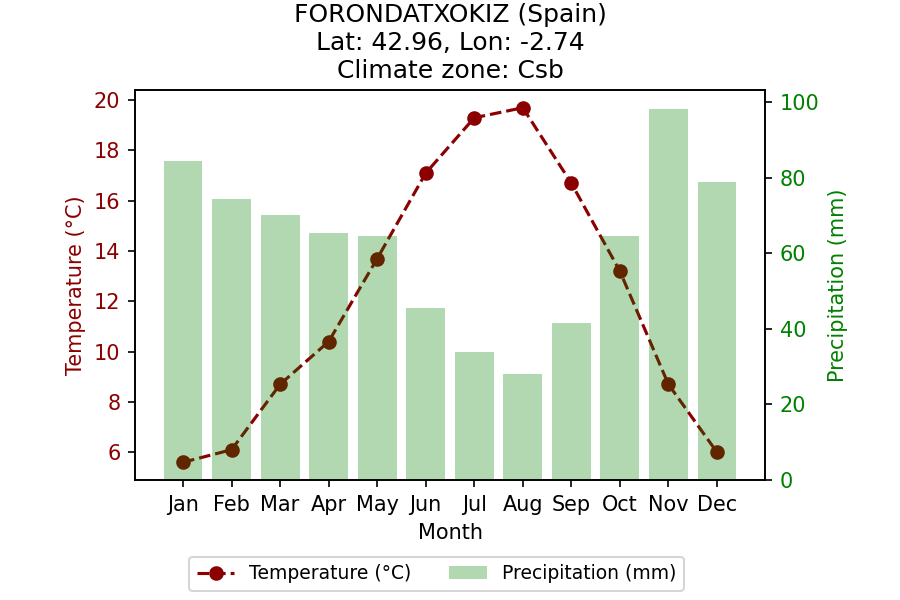 FORONDATXOKIZ (Spain)
Lat: 42.96, Lon: -2.74
Climate zone: Csb
20
18
16
14
12
10
8
6
Temperature (°C)
100
80
60
40
20
0
Precipitation (mm)
Jan Feb Mar Apr May Jun Jul Aug Sep Oct Nov Dec
Month
Temperature (°C) Precipitation (mm)